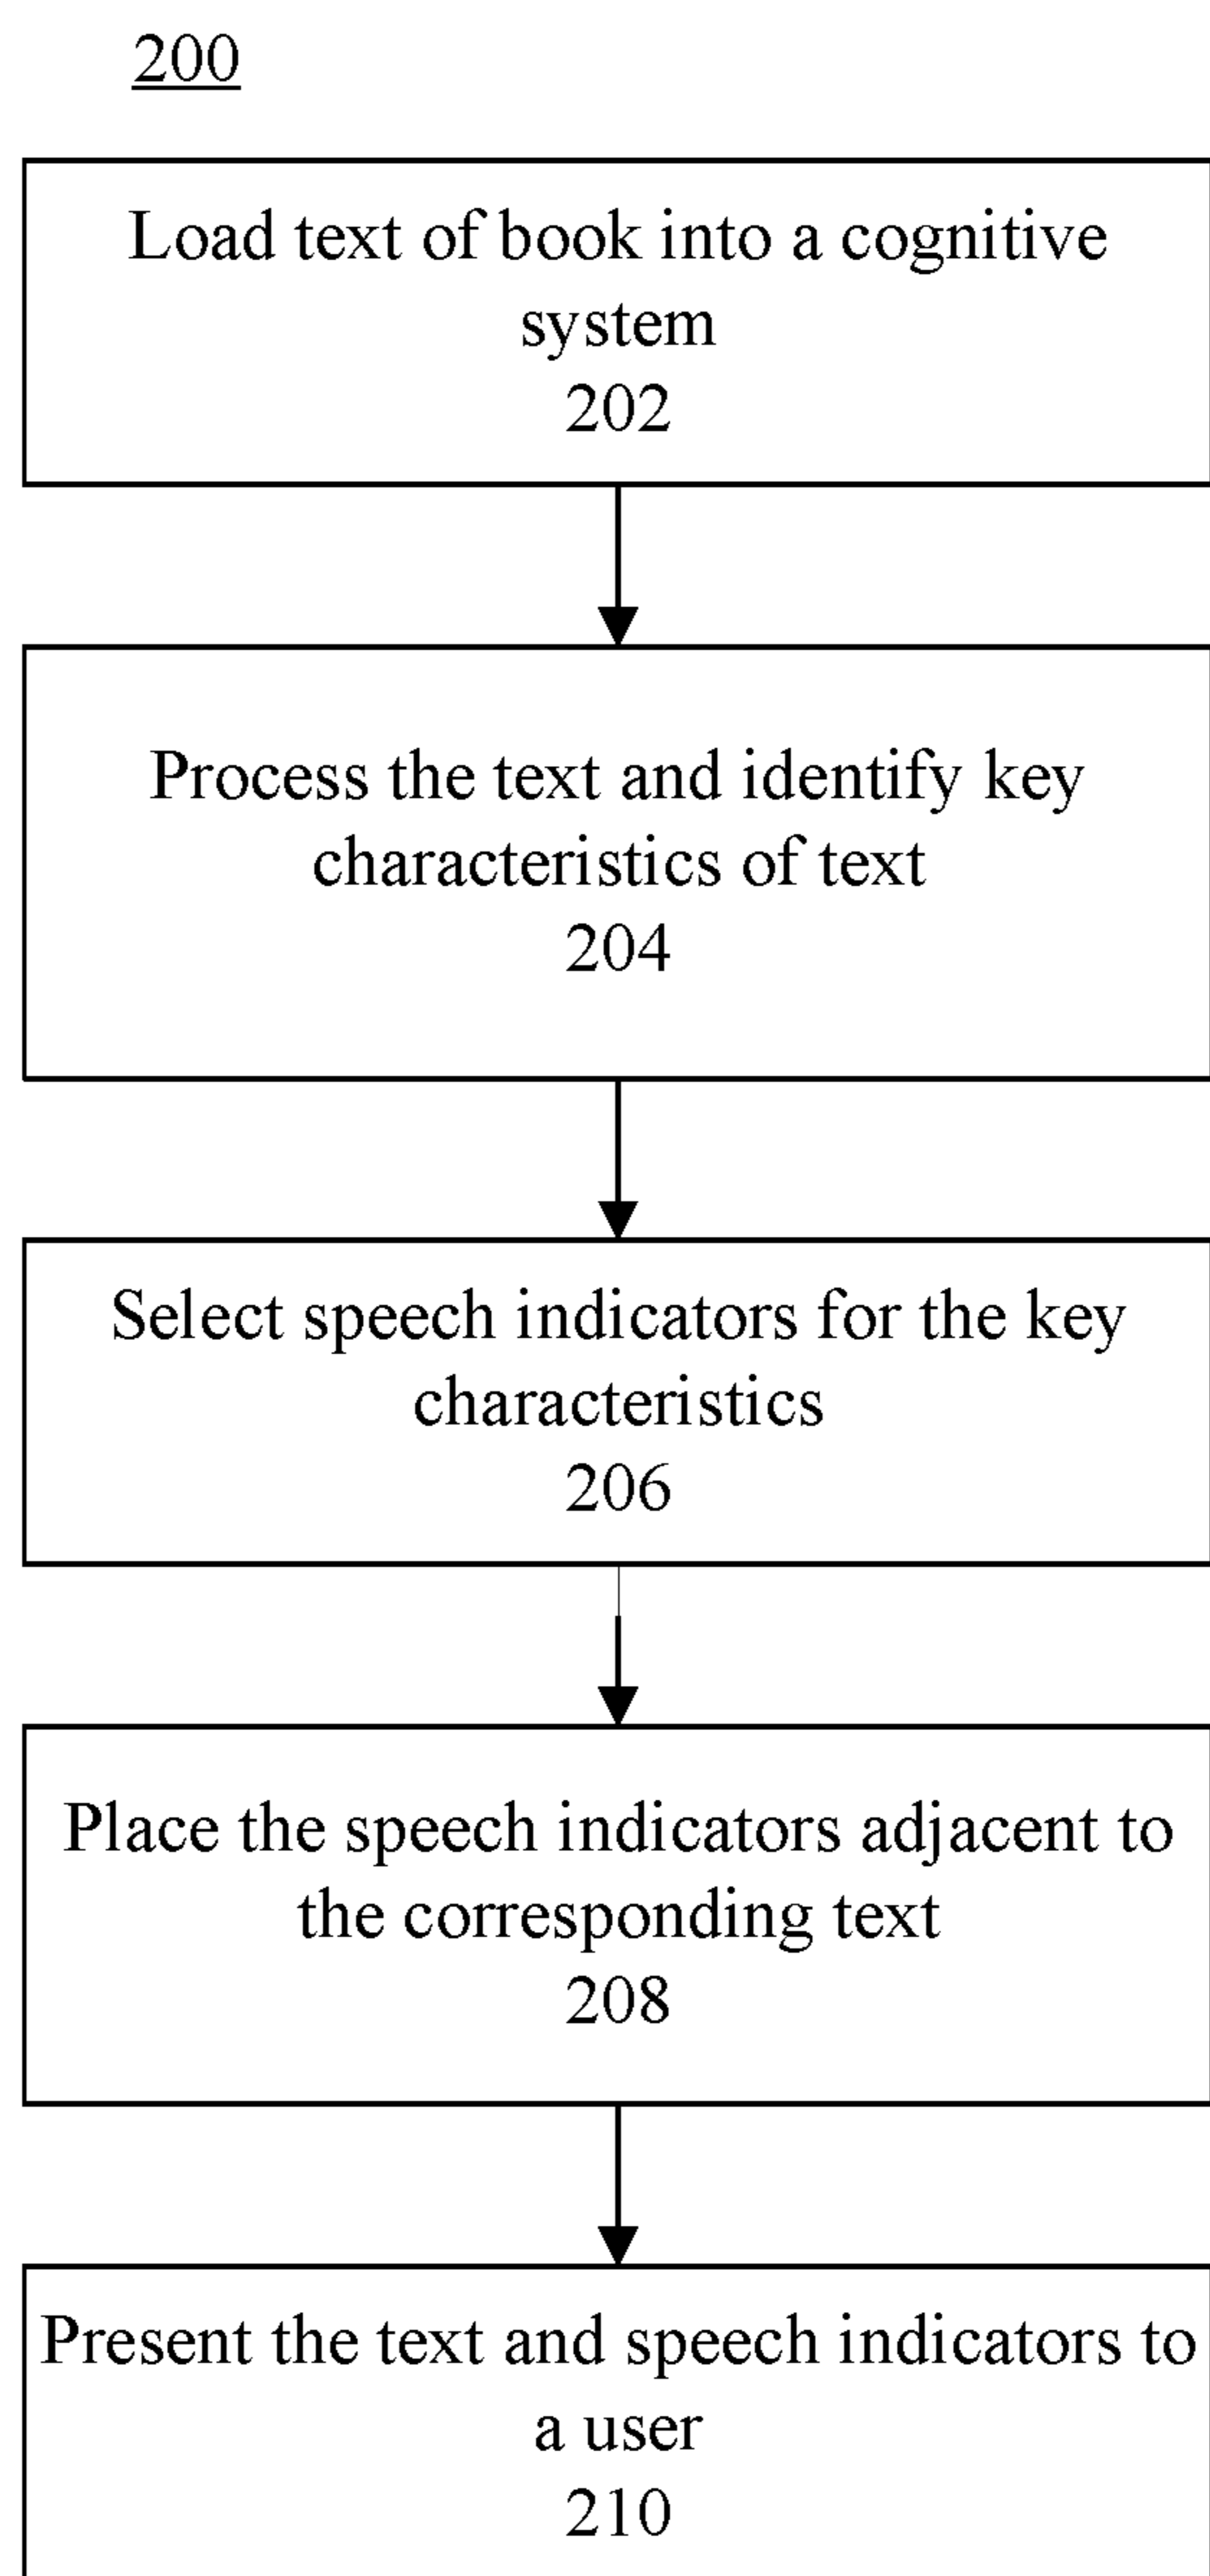 200
Load text of book into a cognitive
system
202
Process the text and identify key
characteristics of text
204
Select speech indicators for the key
characteristics
206
Place the speech indicators adjacent to
the corresponding text
208
Present the text and speech indicators to
a user
210